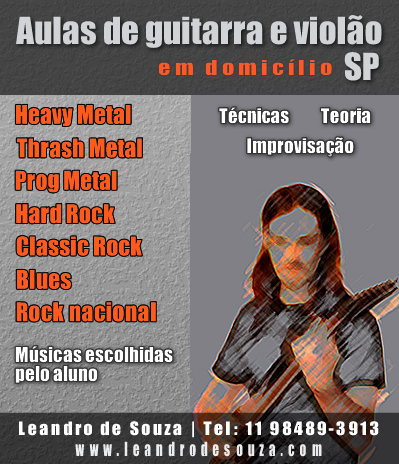 Aulas de guitarra e violão
em domicílio SP
Heavy Metal
Thrash Metal
Prog Metal
Hard Rock
Classic Rock
Blues
Rock nacional
Músicas escolhidas
pelo aluno
Técnicas Teoria
Improvisação
Leandro de Souza | Tel: 11 98489-3913
www.leandrodesouza.com